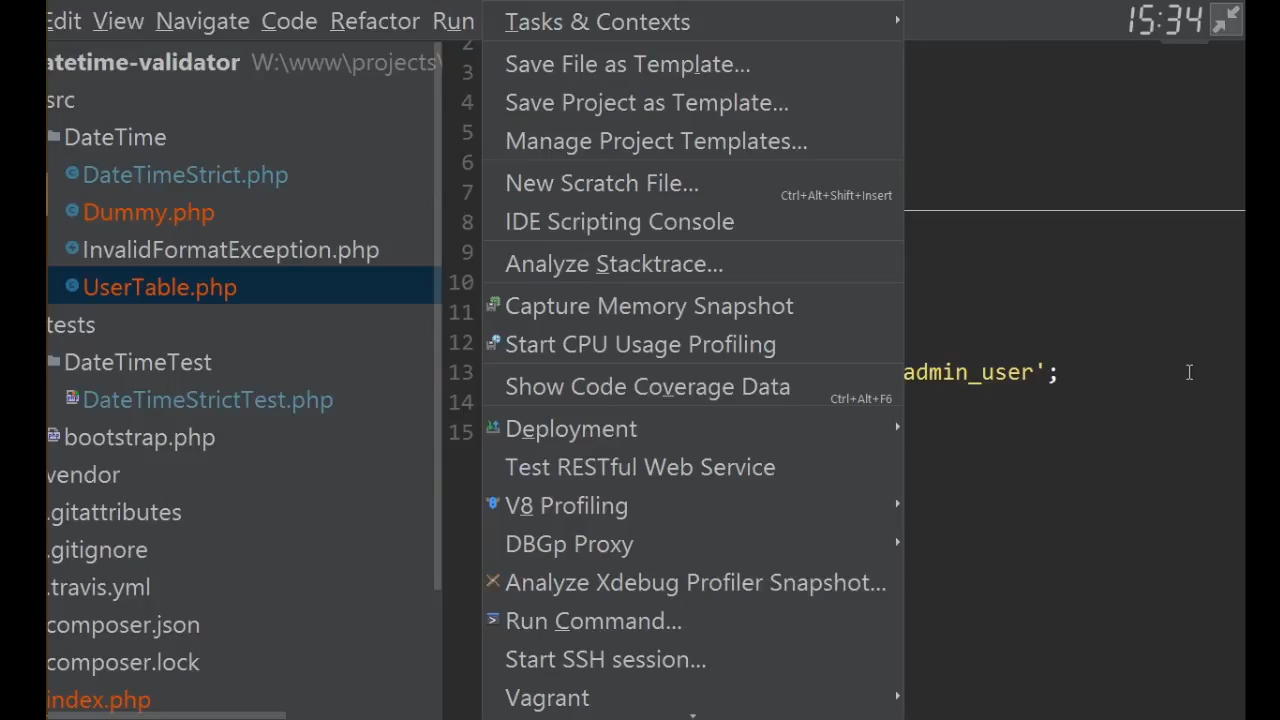 Edit View Navigate Code Refactor Run
15:34
datetime-validator W:\www\projects\
src
DateTime
DateTimeStrict.php
Dummy.php
InvalidFormatException.php
UserTable.php
tests
DateTimeTest
DateTimeStrictTest.php
bootstrap.php
vendor
.gitattributes
.gitignore
.travis.yml
composer.json
composer.lock
index.php
2
3
4
5
6
7
8
9
10
11
12
13
14
15
Tasks & Contexts
Save File as Template...
Save Project as Template...
Manage Project Templates...
New Scratch File... Ctrl+Alt+Shift+Insert
IDE Scripting Console
Analyze Stacktrace...
Capture Memory Snapshot
Start CPU Usage Profiling
Show Code Coverage Data Ctrl+Alt+F6
Deployment
Test RESTful Web Service
V8 Profiling
DBGp Proxy
Analyze Xdebug Profiler Snapshot...
Run Command...
Start SSH session...
Vagrant
admin_user';